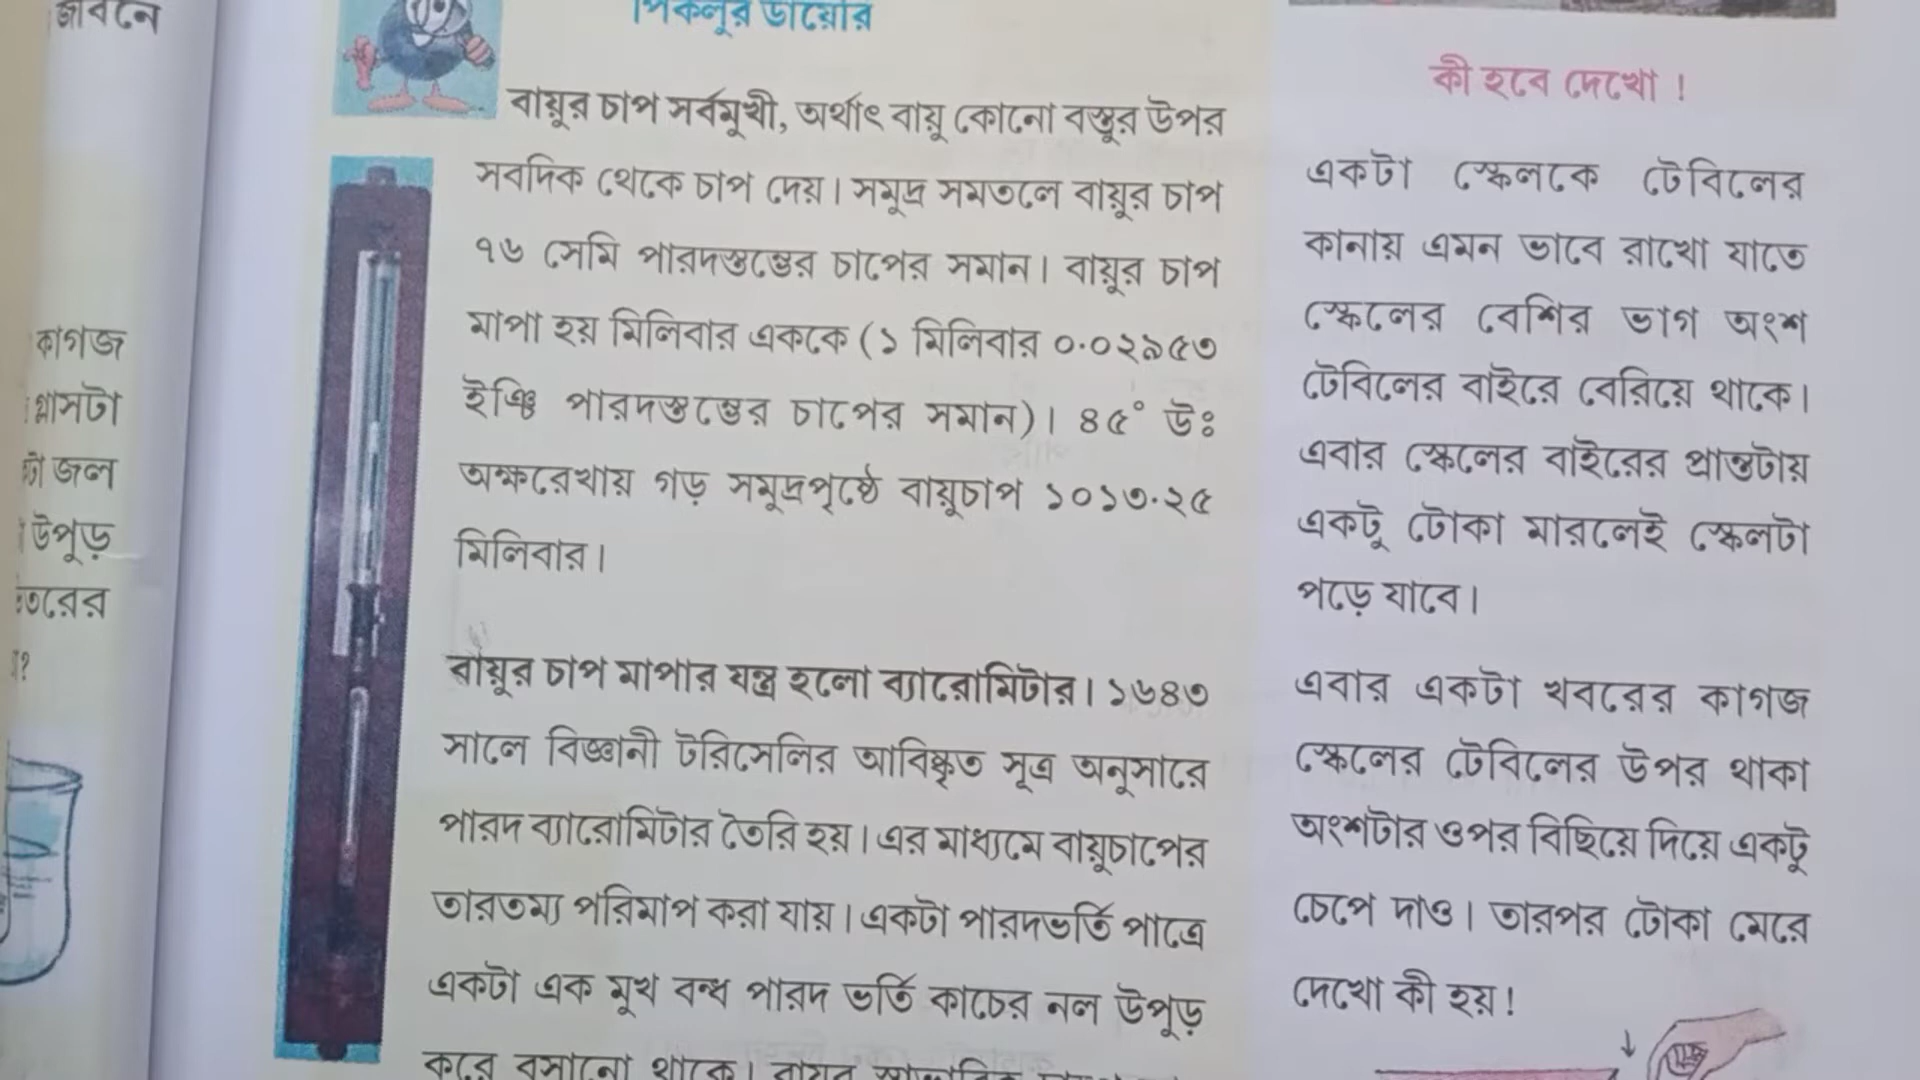 জীবনে
কাগজ
গ্লাসটা
জল
উপুড়
পিকলুর ডায়েরি
বায়ুর চাপ সর্বমুখী, অর্থাৎ বায়ু কোনো বস্তুর উপর
সবদিক থেকে চাপ দেয়। সমুদ্র সমতলে বায়ুর চাপ
৭৬ সেমি পারদস্তম্ভের চাপের সমান। বায়ুর চাপ
মাপা হয় মিলিবার এককে (১ মিলিবার ০.০২৯৫৩
ইঞ্চি পারদস্তম্ভের চাপের সমান)। ৪৫° উঃ
অক্ষরেখায় গড় সমুদ্রপৃষ্ঠে বায়ুচাপ ১০১৩.২৫
মিলিবার।
বায়ুর চাপ মাপার যন্ত্র হলো ব্যারোমিটার। ১৬৪৩
সালে বিজ্ঞানী টরিসেলির আবিষ্কৃত সূত্র অনুসারে
পারদ ব্যারোমিটার তৈরি হয়। এর মাধ্যমে বায়ুচাপের
তারতম্য পরিমাপ করা যায়। একটা পারদভর্তি পাত্রে
একটা এক মুখ বন্ধ পারদ ভর্তি কাচের নল উপুড়
করে বসানো থাকে। বায়ুর স্বাভাবিক
কী হবে দেখো !
একটা স্কেলকে টেবিলের
কানায় এমন ভাবে রাখো যাতে
স্কেলের বেশির ভাগ অংশ
টেবিলের বাইরে বেরিয়ে থাকে।
এবার স্কেলের বাইরের প্রান্তটায়
একটু টোকা মারলেই স্কেলটা
পড়ে যাবে।
এবার একটা খবরের কাগজ
স্কেলের টেবিলের উপর থাকা
অংশটার ওপর বিছিয়ে দিয়ে একটু
চেপে দাও। তারপর টোকা মেরে
দেখো কী হয়!